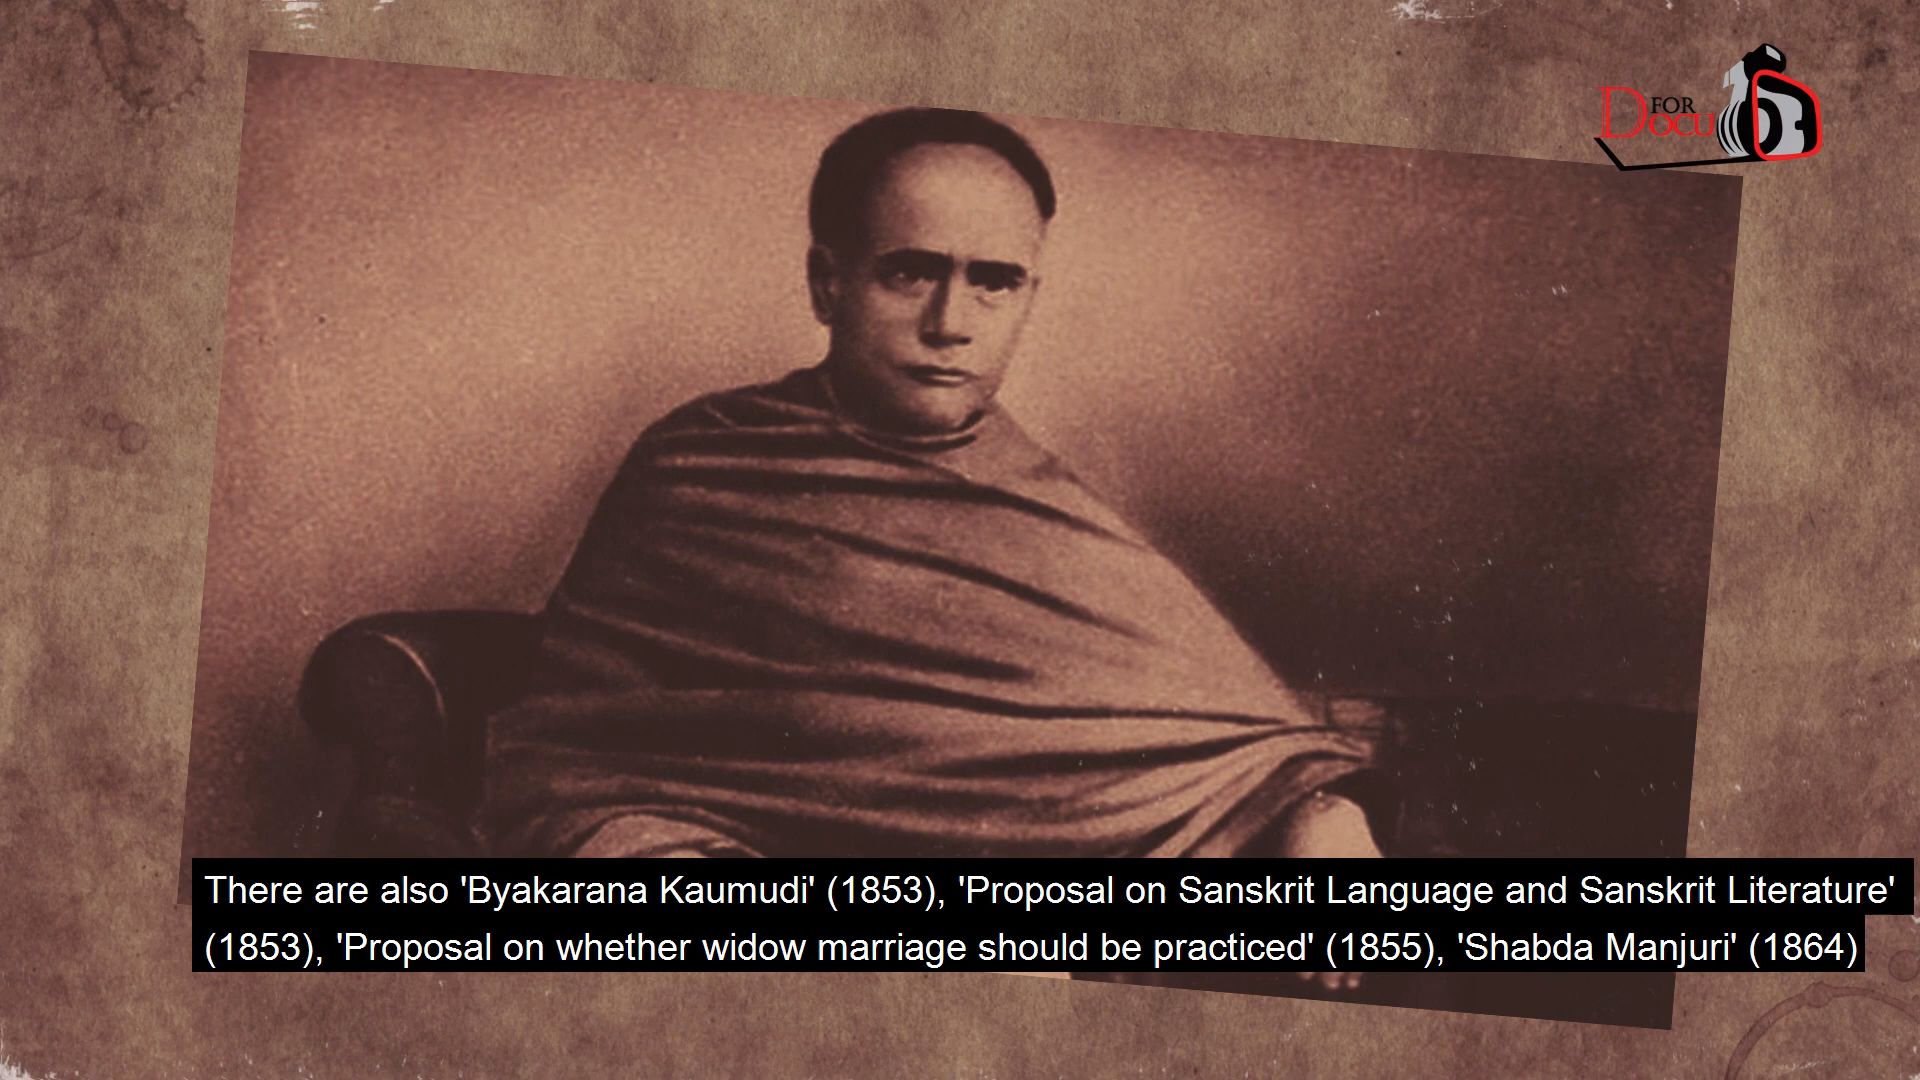 D FOR
DOCU
There are also 'Byakarana Kaumudi' (1853), 'Proposal on Sanskrit Language and Sanskrit Literature'
(1853), 'Proposal on whether widow marriage should be practiced' (1855), 'Shabda Manjuri' (1864)